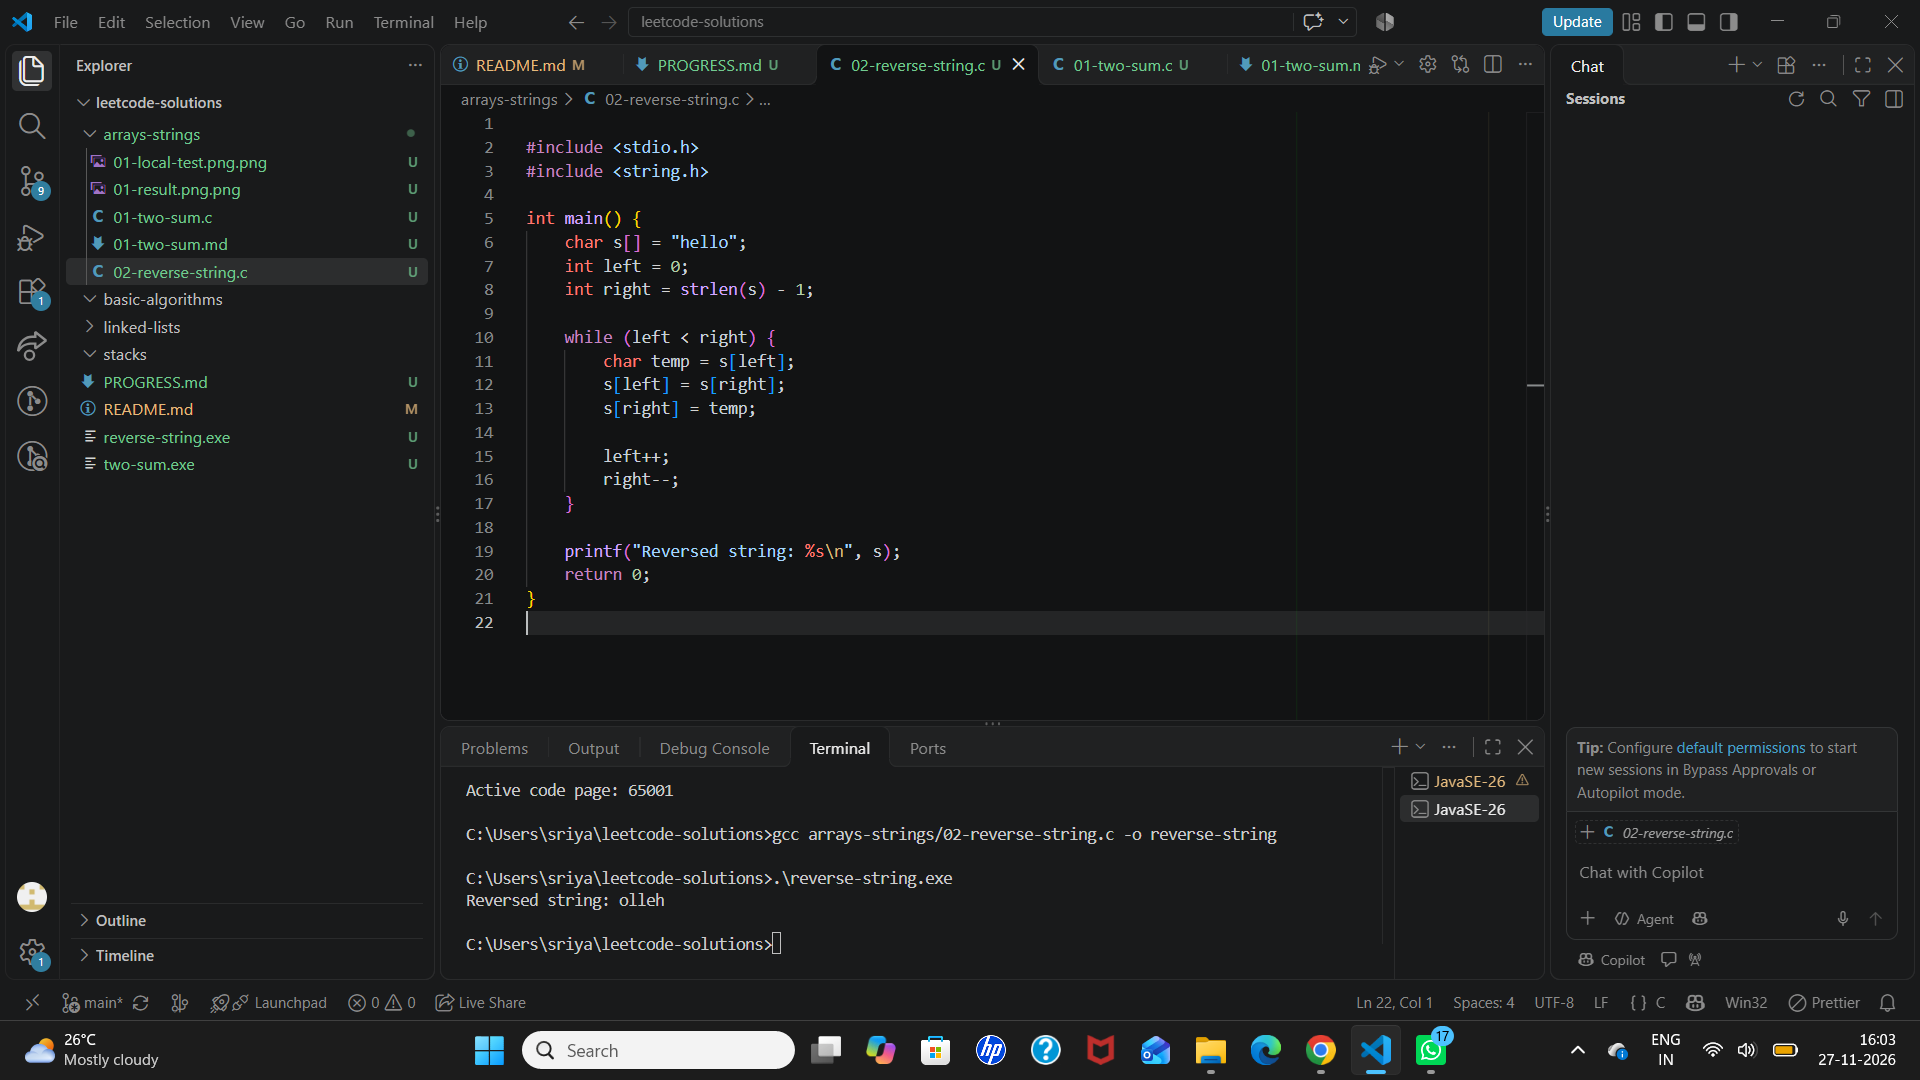 File Edit Selection View Go Run Terminal Help
leetcode-solutions
Update
Explorer
leetcode-solutions
arrays-strings
01-local-test.png.png U
01-result.png.png U
01-two-sum.c U
01-two-sum.md U
02-reverse-string.c U
basic-algorithms
linked-lists
stacks
PROGRESS.md U
README.md M
reverse-string.exe U
two-sum.exe U
Outline
Timeline
9
1
1
README.md M PROGRESS.md U C 02-reverse-string.c U C 01-two-sum.c U 01-two-sum.m
arrays-strings > C 02-reverse-string.c > ...
1
2 #include <stdio.h>
3 #include <string.h>
4
5 int main() {
6 char s[] = "hello";
7 int left = 0;
8 int right = strlen(s) - 1;
9
10 while (left < right) {
11 char temp = s[left];
12 s[left] = s[right];
13 s[right] = temp;
14
15 left++;
16 right--;
17 }
18
19 printf("Reversed string: %s\n", s);
20 return 0;
21 }
22
Problems Output Debug Console Terminal Ports
Active code page: 65001
C:\Users\sriya\leetcode-solutions>gcc arrays-strings/02-reverse-string.c -o reverse-string
C:\Users\sriya\leetcode-solutions>.\reverse-string.exe
Reversed string: olleh
C:\Users\sriya\leetcode-solutions>
JavaSE-26
JavaSE-26
Chat
Sessions
Tip: Configure default permissions to start
new sessions in Bypass Approvals or
Autopilot mode.
C 02-reverse-string.c
Chat with Copilot
Agent
Copilot
main* Launchpad 0 0 Live Share
Ln 22, Col 1 Spaces: 4 UTF-8 LF { } C Win32 Prettier
26°C
Mostly cloudy
Search
hp
17
ENG
IN
16:03
27-11-2026